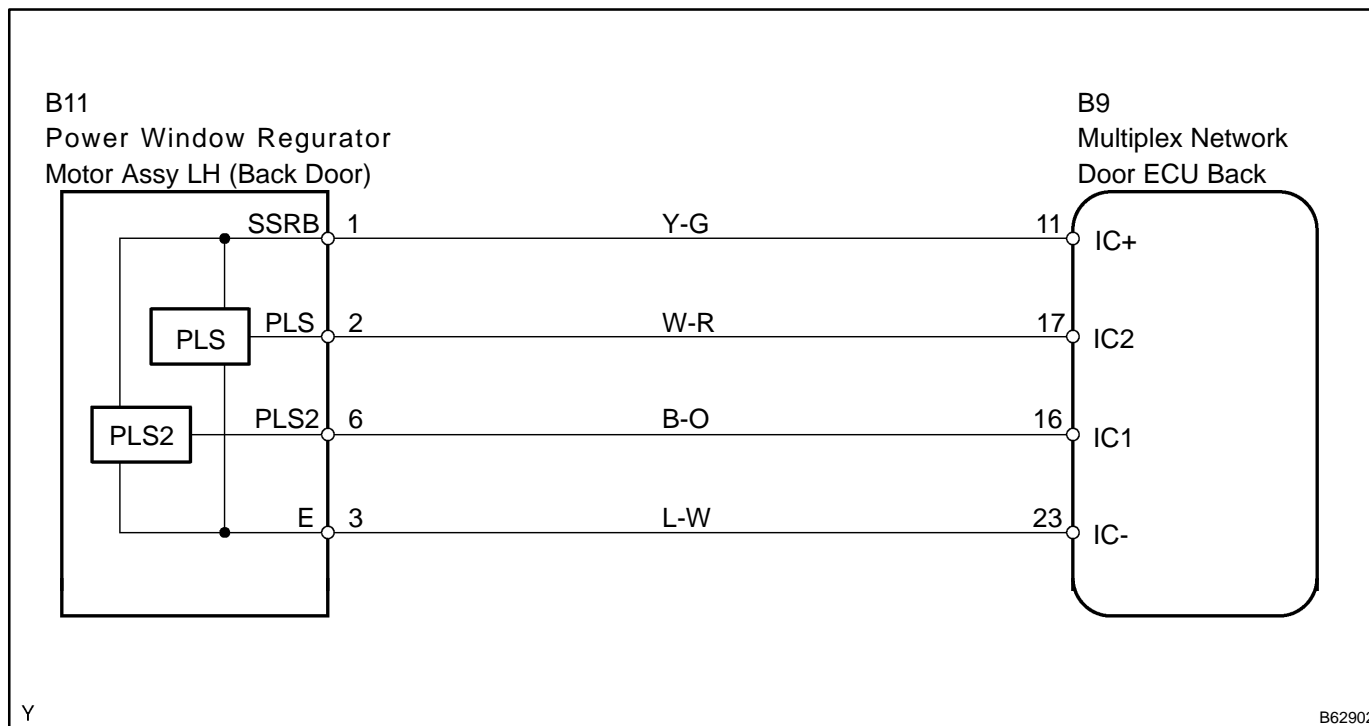 B11
Power Window Regurator
Motor Assy LH (Back Door)
B9
Multiplex Network
Door ECU Back
SSRB 1 Y-G 11 IC+
PLS PLS 2 W-R 17 IC2
PLS2 PLS2 6 B-O 16 IC1
E 3 L-W 23 IC-
Y B62902